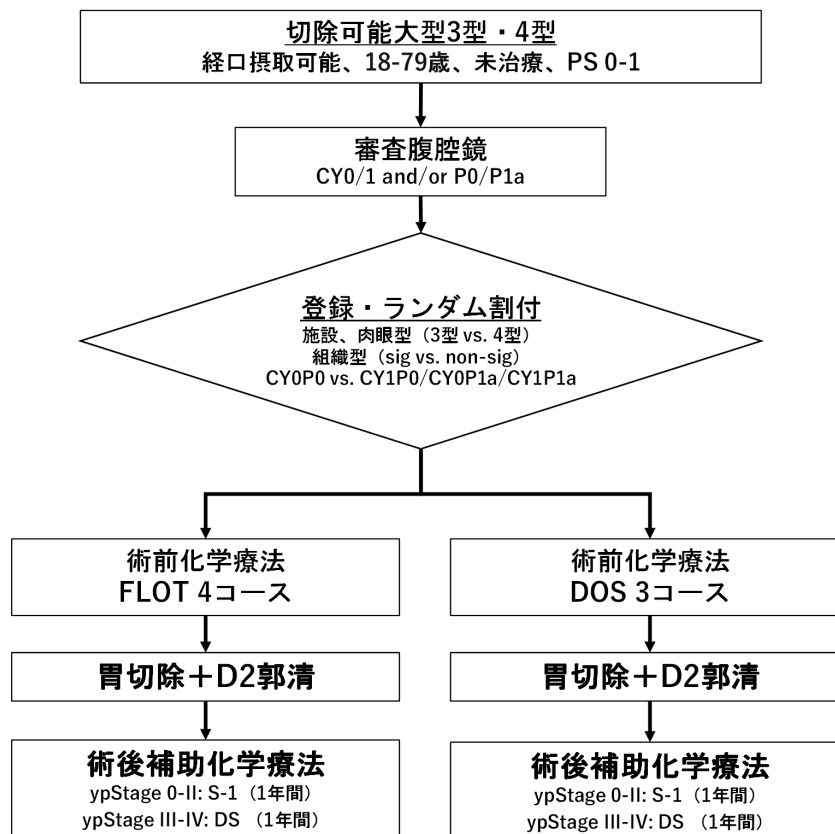 切除可能大型3型・4型
経口摂取可能、18-79歳、未治療、PS 0-1
審査腹腔鏡
CY0/1 and/or P0/P1a
登録・ランダム割付
施設、肉眼型（3型 vs. 4型）
組織型（sig vs. non-sig）
CY0P0 vs. CY1P0/CY0P1a/CY1P1a
術前化学療法
FLOT 4コース
胃切除＋D2郭清
術後補助化学療法
ypStage 0-II: S-1（1年間）
ypStage III-IV: DS （1年間）
術前化学療法
DOS 3コース
胃切除＋D2郭清
術後補助化学療法
ypStage 0-II: S-1（1年間）
ypStage III-IV: DS（1年間）